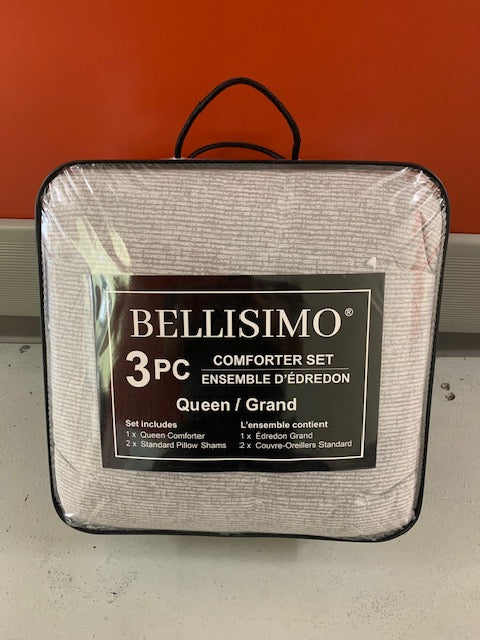 BELLISIMO®
3PC COMFORTER SET
ENSEMBLE D'ÉDREDON
Queen / Grand
Set includes
1 x Queen Comforter
2 x Standard Pillow Shams
L'ensemble contient
1 x Édredon Grand
2 x Couvre-Oreillers Standard